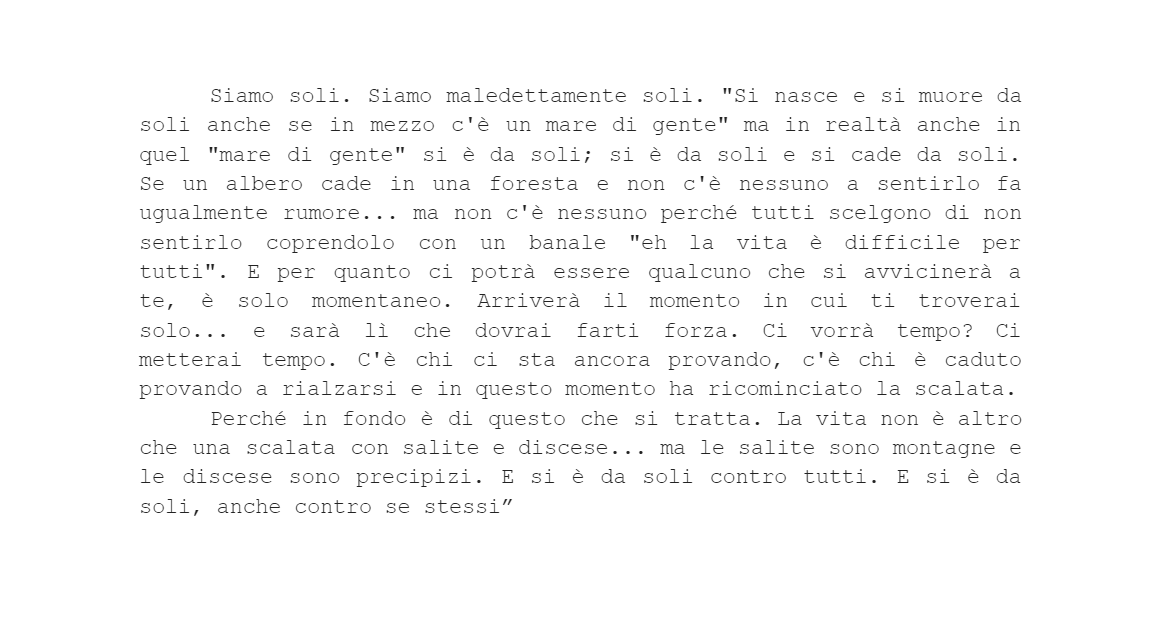 Siamo soli. Siamo maledettamente soli. "Si nasce e si muore da
soli anche se in mezzo c'è un mare di gente" ma in realtà anche in
quel "mare di gente" si è da soli; si è da soli e si cade da soli.
Se un albero cade in una foresta e non c'è nessuno a sentirlo fa
ugualmente rumore... ma non c'è nessuno perché tutti scelgono di non
sentirlo coprendolo con un banale "eh la vita è difficile per
tutti". E per quanto ci potrà essere qualcuno che si avvicinerà a
te, è solo momentaneo. Arriverà il momento in cui ti troverai
solo... e sarà lì che dovrai farti forza. Ci vorrà tempo? Ci
metterai tempo. C'è chi ci sta ancora provando, c'è chi è caduto
provando a rialzarsi e in questo momento ha ricominciato la scalata.
Perché in fondo è di questo che si tratta. La vita non è altro
che una scalata con salite e discese... ma le salite sono montagne e
le discese sono precipizi. E si è da soli contro tutti. E si è da
soli, anche contro se stessi”